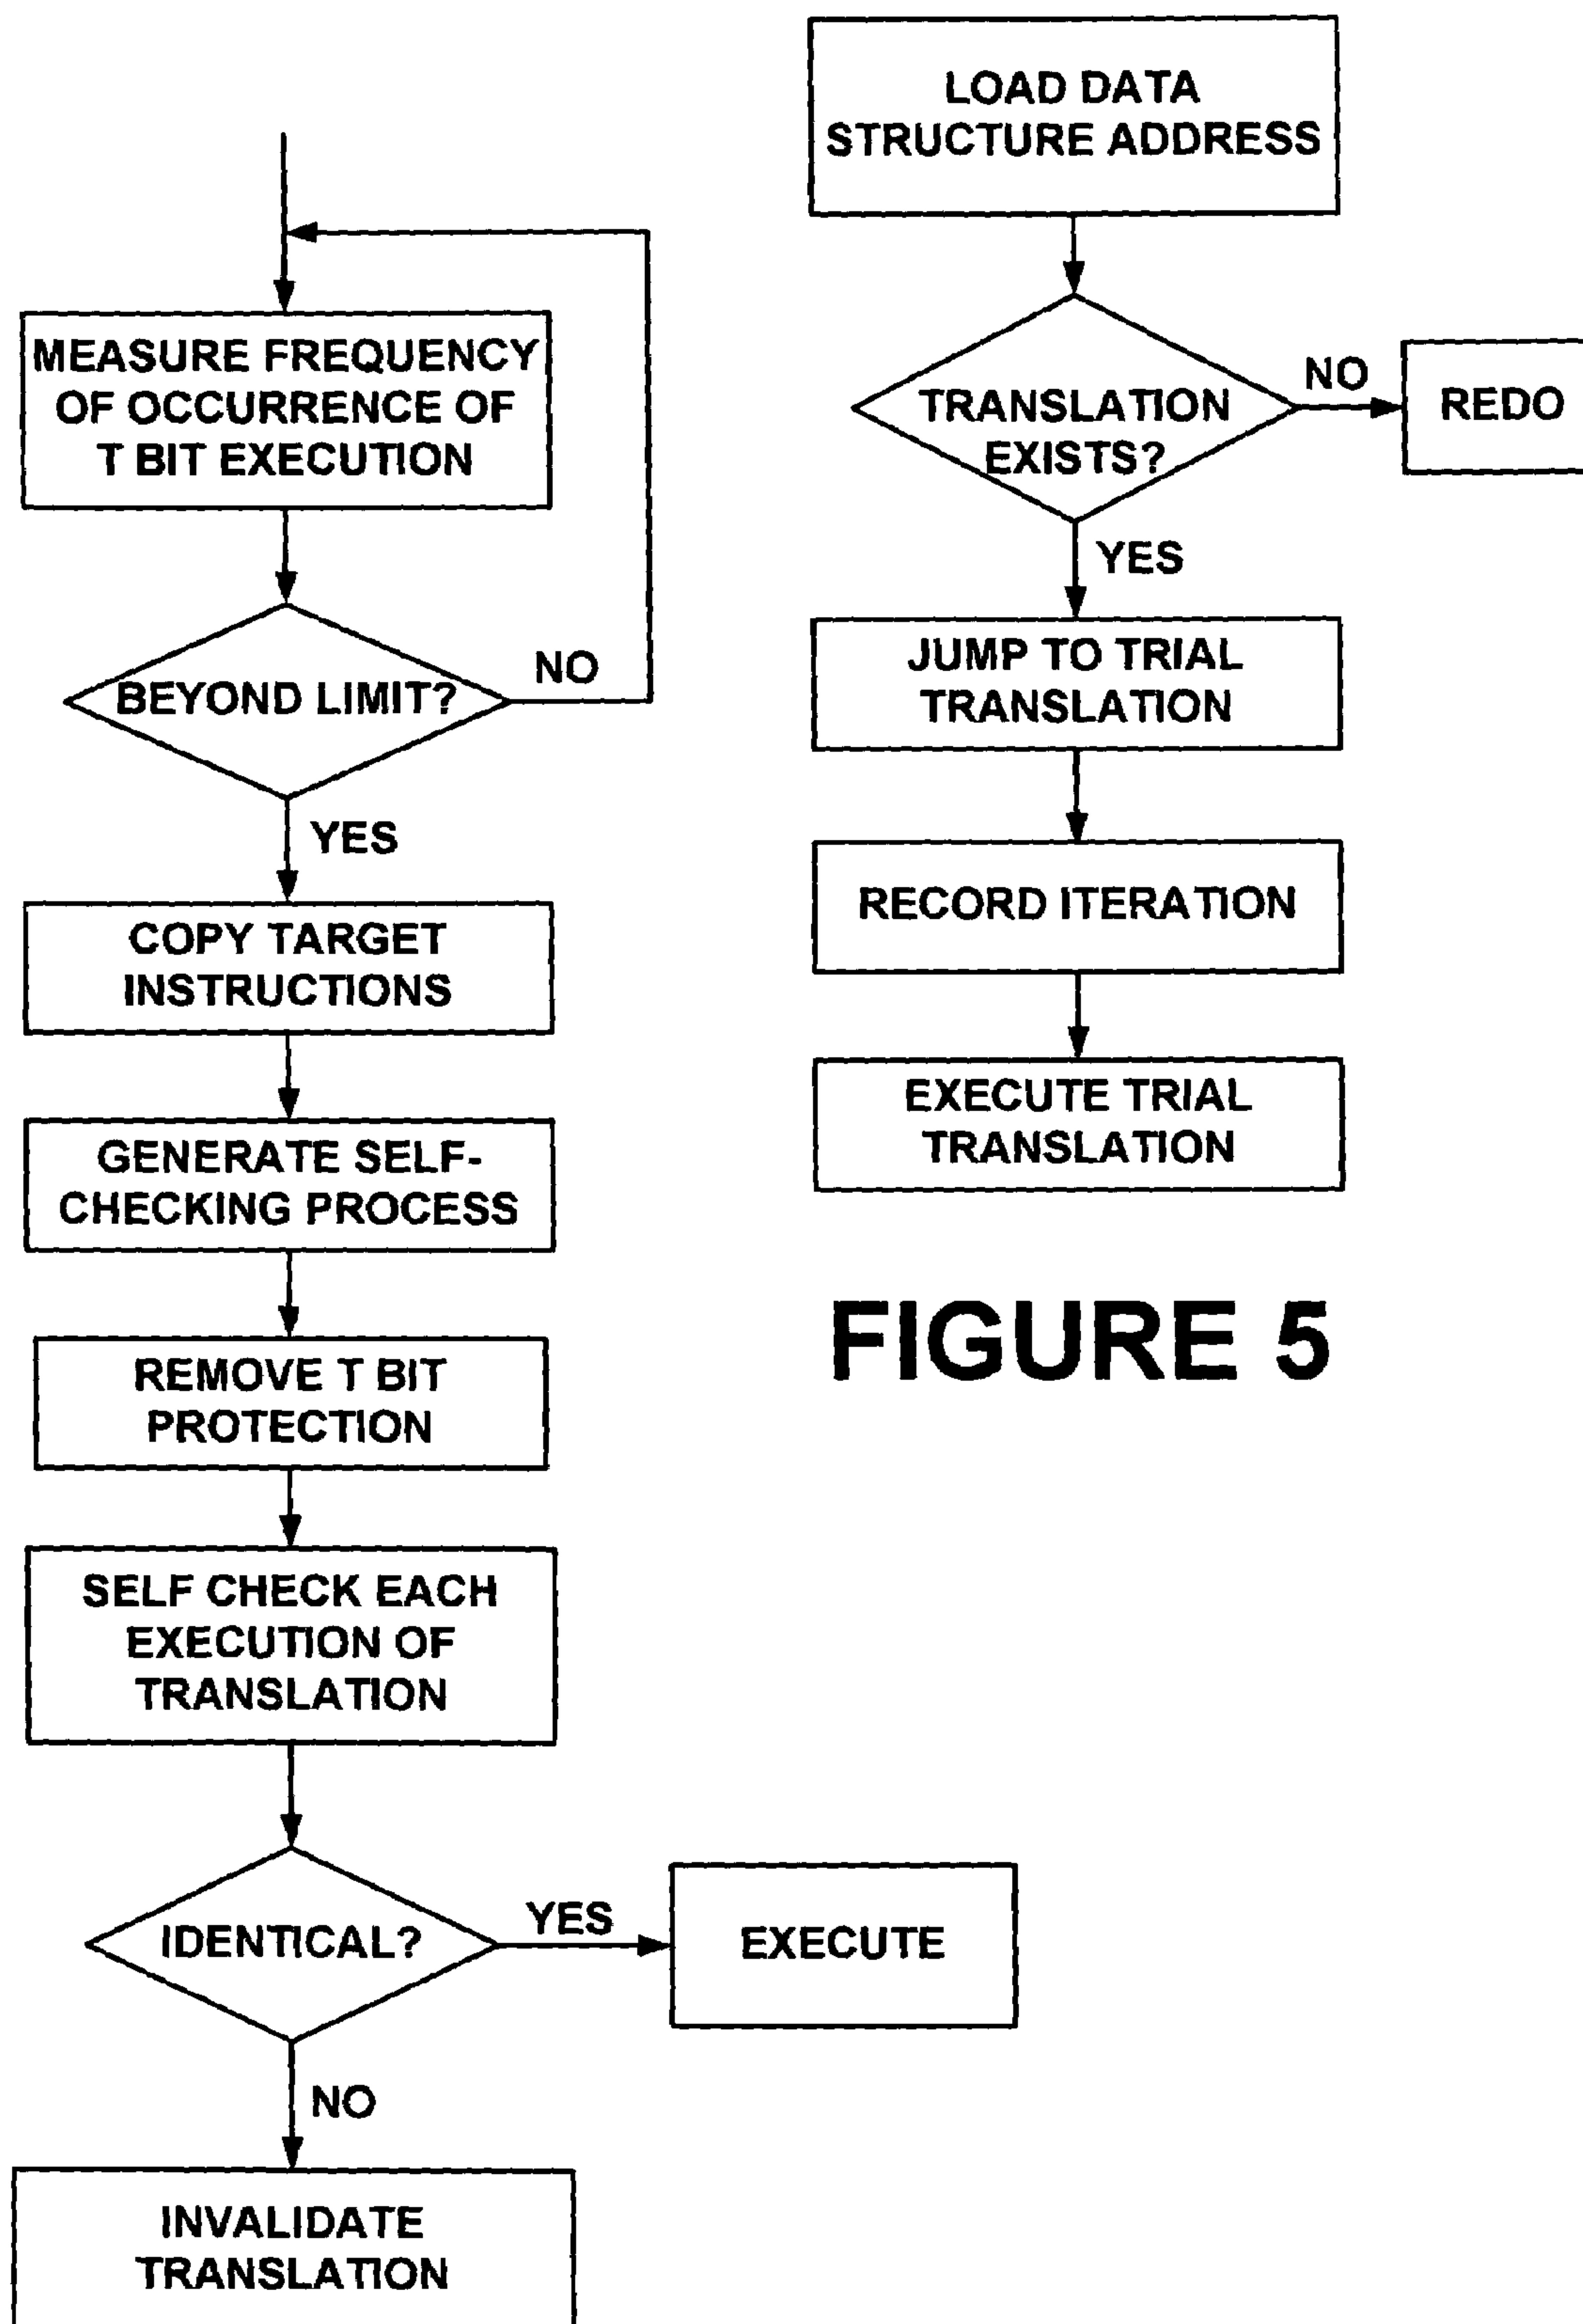 MEASURE FREQUENCY
OF OCCURRENCE OF
T BIT EXECUTION
BEYOND LIMIT?
NO
YES
COPY TARGET
INSTRUCTIONS
GENERATE SELF-
CHECKING PROCESS
REMOVE T BIT
PROTECTION
SELF CHECK EACH
EXECUTION OF
TRANSLATION
IDENTICAL?
YES
EXECUTE
NO
INVALIDATE
TRANSLATION
LOAD DATA
STRUCTURE ADDRESS
TRANSLATION
EXISTS?
NO
REDO
YES
JUMP TO TRIAL
TRANSLATION
RECORD ITERATION
EXECUTE TRIAL
TRANSLATION
FIGURE 5